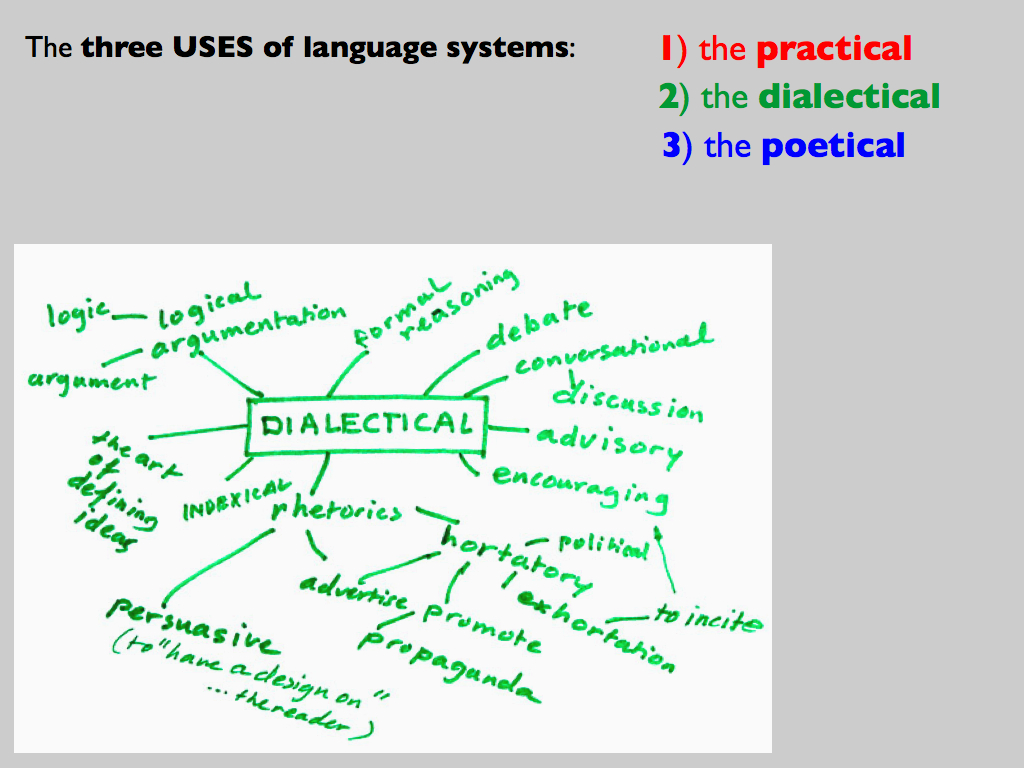 The three USES of language systems:
1) the practical
2) the dialectical
3) the poetical
logic
logical
argumentation
argument
formal
reasoning
debate
conversational
discussion
DIALECTICAL
advisory
encouraging
the art
of
defining
ideas
INDEXICAL
rhetorics
hortatory
political
advertise
promote
propaganda
exhortation
to incite
persuasive
(to "have a design on"
... the reader)